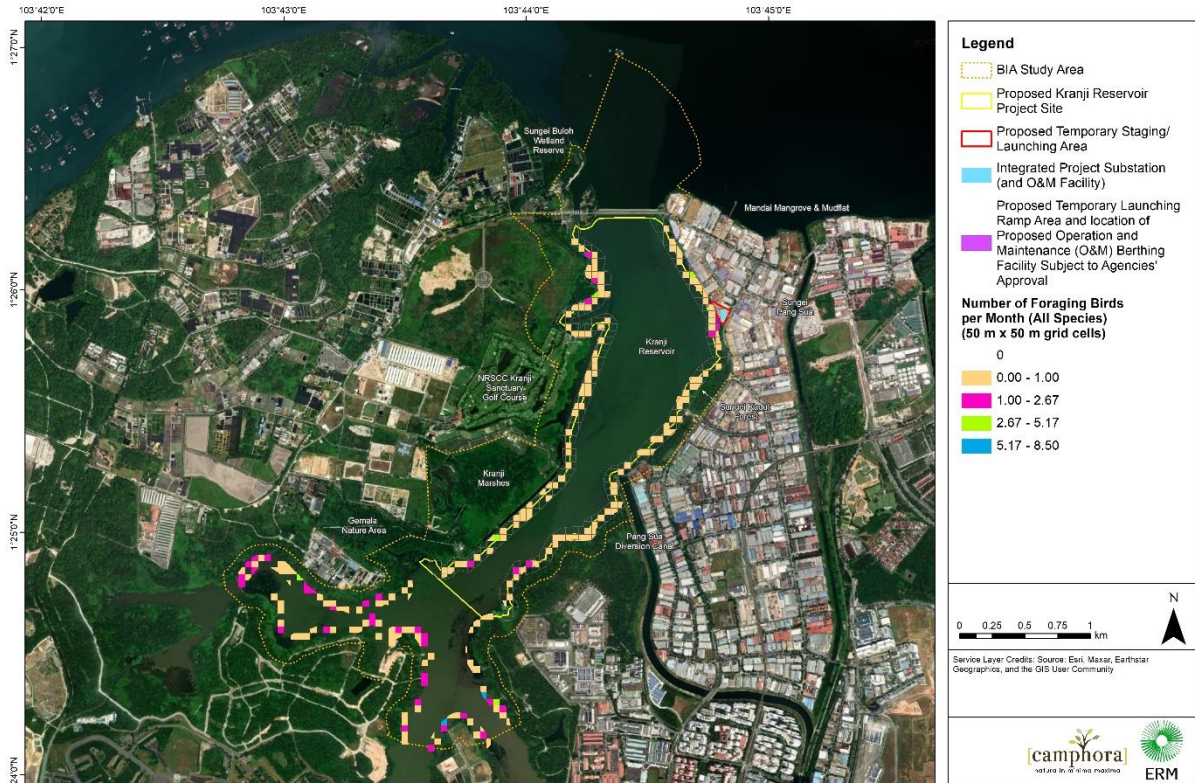 103°42'0"E
103°43'0"E
103°44'0"E
103°45'0"E
1°27'0"N
1°26'0"N
1°25'0"N
1°24'0"N
Sungei Buloh
Wetland
Reserve
Mandai Mangrove & Mudflat
Sungei
Pang Sua
Kranji
Reservoir
NRSCC Kranji
Sanctuary
Golf Course
Sungei Kadut
Forest
Kranji
Marshes
Gemala
Nature Area
Pang Sua
Diversion Canal
Legend
BIA Study Area
Proposed Kranji Reservoir
Project Site
Proposed Temporary Staging/
Launching Area
Integrated Project Substation
(and O&M Facility)
Proposed Temporary Launching
Ramp Area and location of
Proposed Operation and
Maintenance (O&M) Berthing
Facility Subject to Agencies'
Approval
Number of Foraging Birds
per Month (All Species)
(50 m x 50 m grid cells)
0
0.00 - 1.00
1.00 - 2.67
2.67 - 5.17
5.17 - 8.50
N
0 0.25 0.5 0.75 1
km
Service Layer Credits: Source: Esri, Maxar, Earthstar
Geographics, and the GIS User Community
[camphora]
natura in minima maxima
ERM